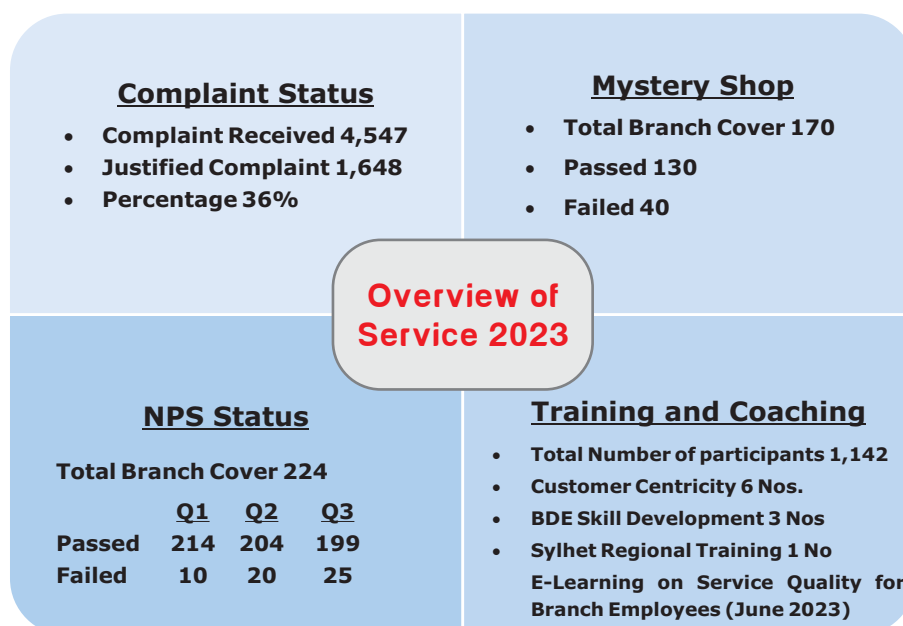 Complaint Status
• Complaint Received 4,547
• Justified Complaint 1,648
• Percentage 36%
Mystery Shop
• Total Branch Cover 170
• Passed 130
• Failed 40
Overview of
Service 2023
NPS Status
Total Branch Cover 224
Q1 Q2 Q3
Passed 214 204 199
Failed 10 20 25
Training and Coaching
• Total Number of participants 1,142
• Customer Centricity 6 Nos.
• BDE Skill Development 3 Nos
• Sylhet Regional Training 1 No
E-Learning on Service Quality for
Branch Employees (June 2023)